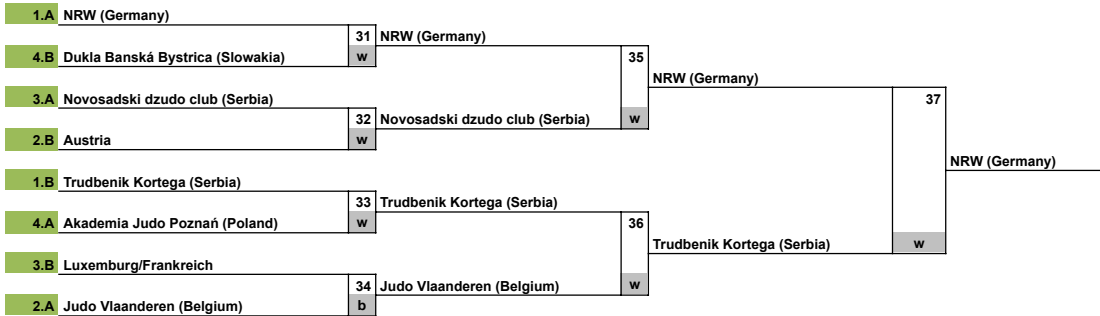 1.A NRW (Germany)
31 NRW (Germany)
4.B Dukla Banská Bystrica (Slowakia) w
35
NRW (Germany)
3.A Novosadski dzudo club (Serbia)
37
32 Novosadski dzudo club (Serbia) w
2.B Austria w
NRW (Germany)
1.B Trudbenik Kortega (Serbia)
33 Trudbenik Kortega (Serbia)
4.A Akademia Judo Poznań (Poland) w
36
Trudbenik Kortega (Serbia) w
3.B Luxemburg/Frankreich
34 Judo Vlaanderen (Belgium) w
2.A Judo Vlaanderen (Belgium) b